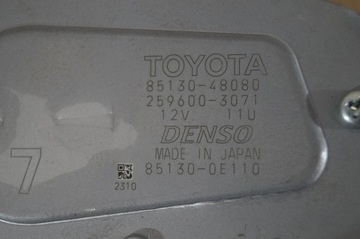 TOYOTA
85130-48080
259600-3071
12V. 11U
DENSO
MADE IN JAPAN
85130-0E110
7
2310